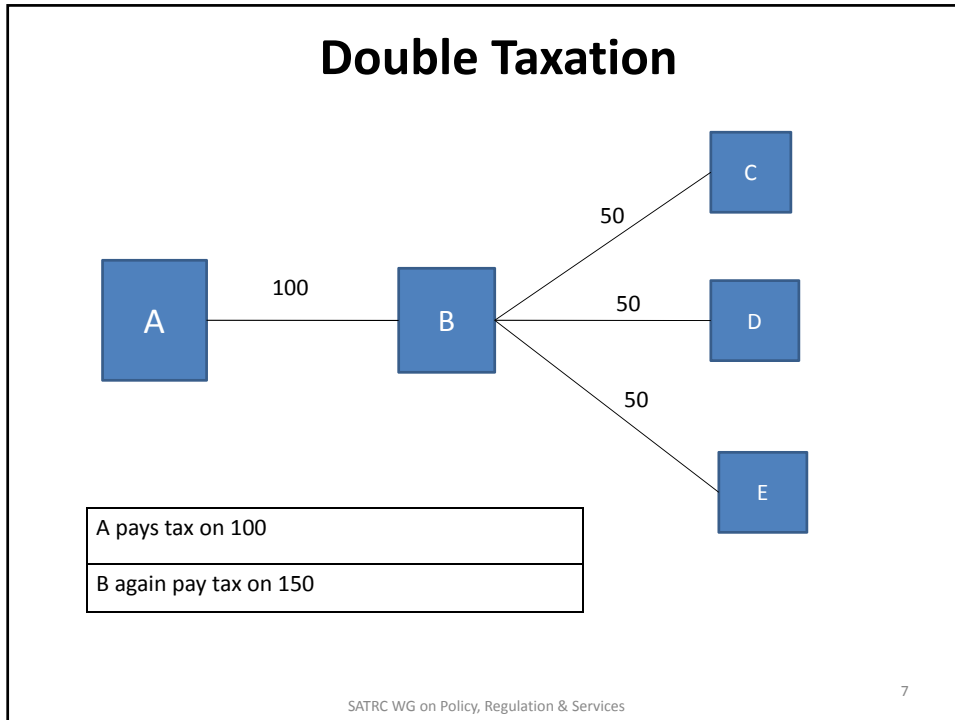 Double Taxation
C
50
100
50
A
B
D
50
E
A pays tax on 100
B again pay tax on 150
SATRC WG on Policy, Regulation & Services
7